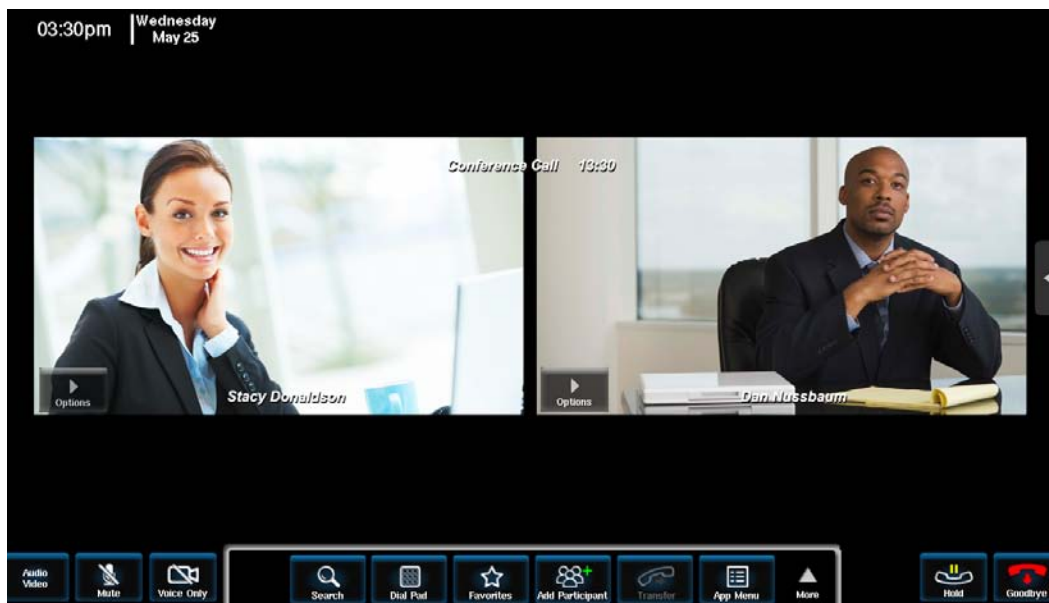 03:30pm
Wednesday
May 25
Conference Call 13:30
Options
Stacy Donaldson
Options
Dan Nussbaum
Audio
Video
Mute
Voice Only
Search
Dial Pad
Favorites
Add Participant
Transfer
App Menu
More
Hold
Goodbye